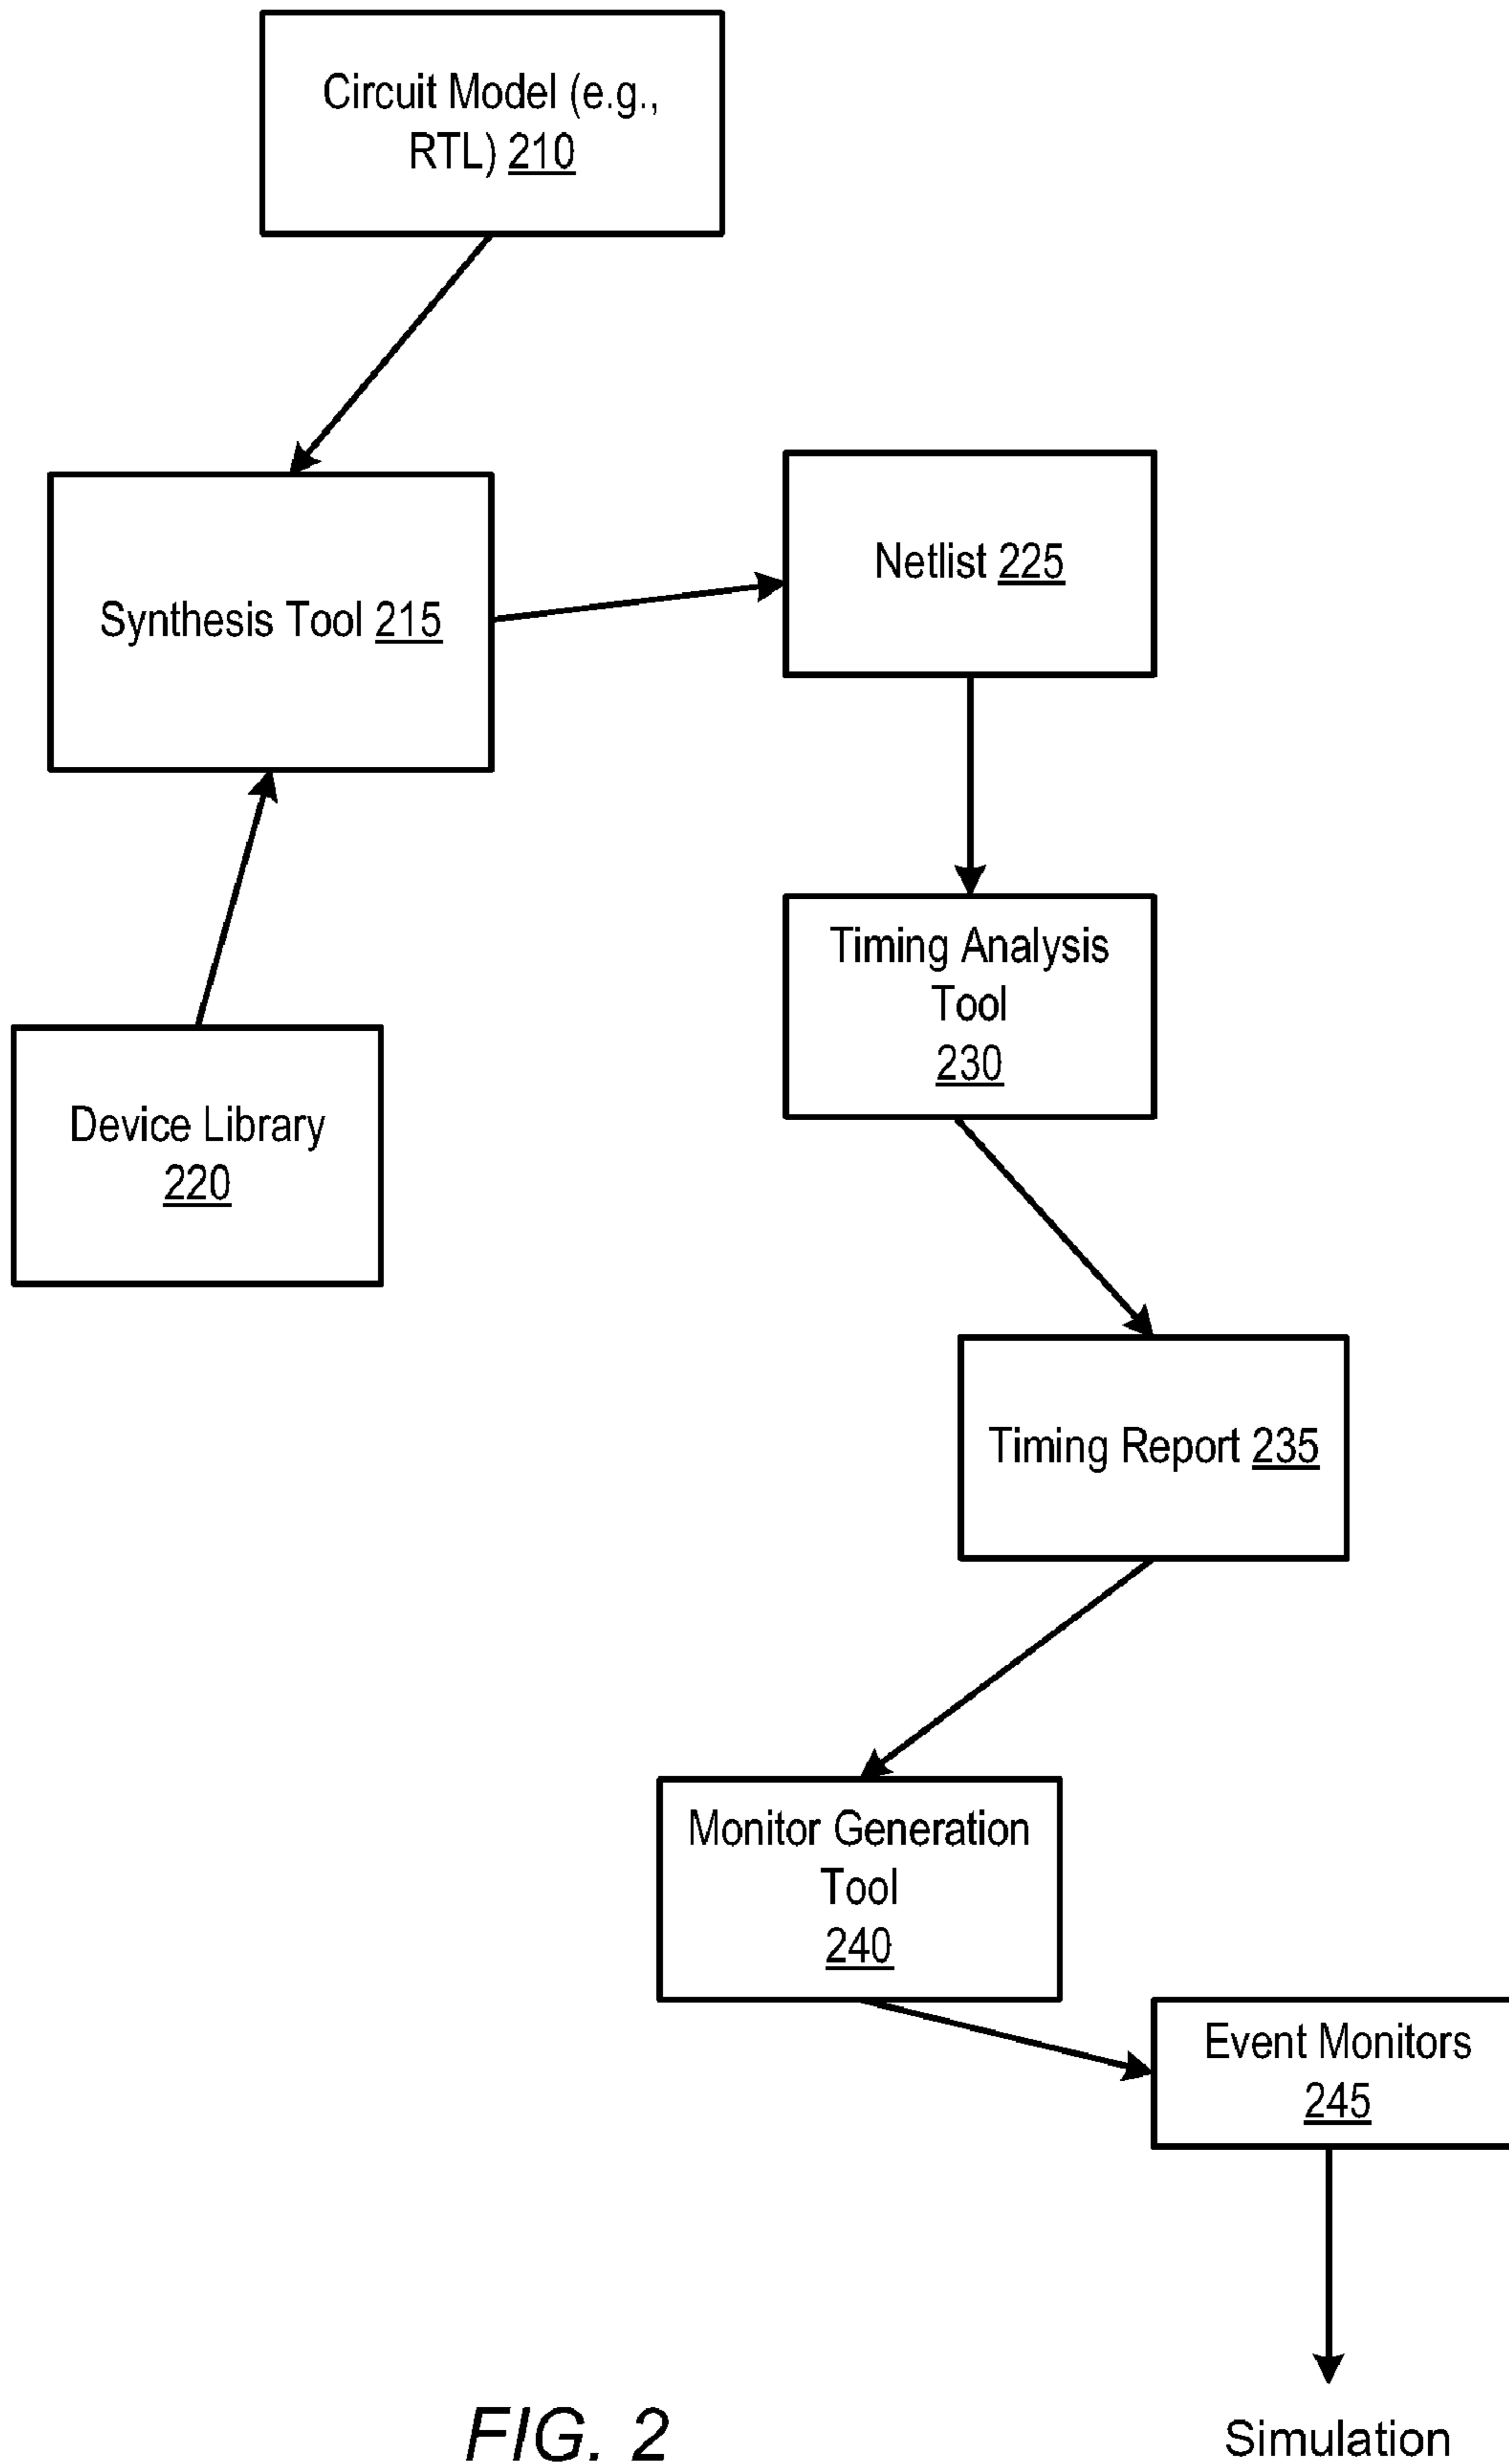 Circuit Model (e.g.,
RTL) 210
Netlist 225
Synthesis Tool 215
Timing Analysis
Tool
230
Device Library
220
Timing Report 235
Monitor Generation
Tool
240
Event Monitors
245
FIG. 2
Simulation